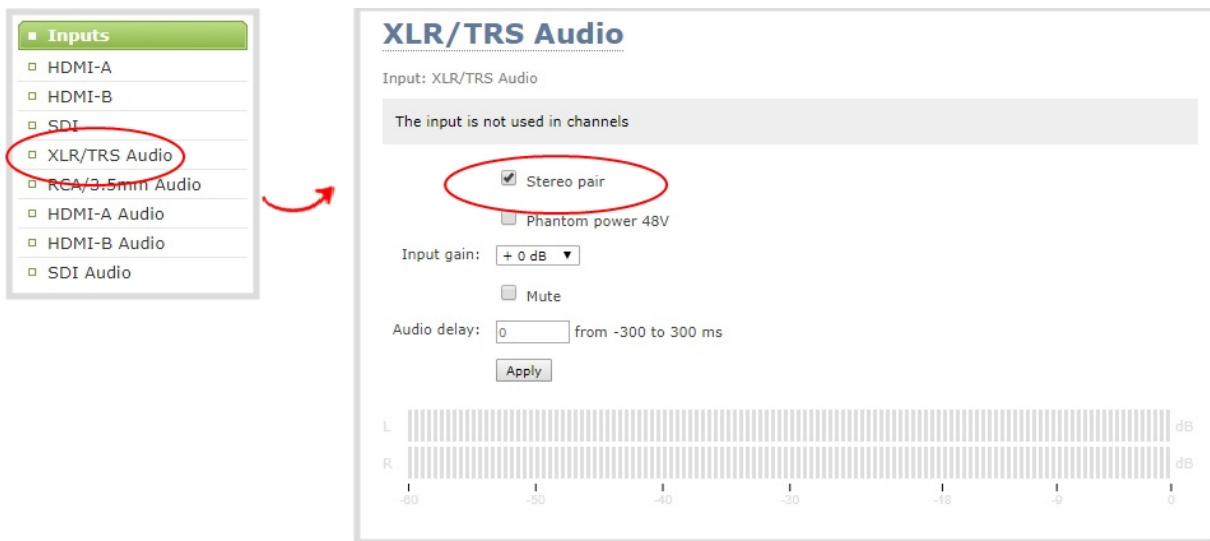 Inputs
HDMI-A
HDMI-B
SDI
XLR/TRS Audio
RCA/3.5mm Audio
HDMI-A Audio
HDMI-B Audio
SDI Audio
XLR/TRS Audio
Input: XLR/TRS Audio
The input is not used in channels
Stereo pair
Phantom power 48V
Input gain: + 0 dB
Mute
Audio delay: 0 from -300 to 300 ms
Apply
L dB
R dB
-60 -50 -40 -30 -18 -9 0